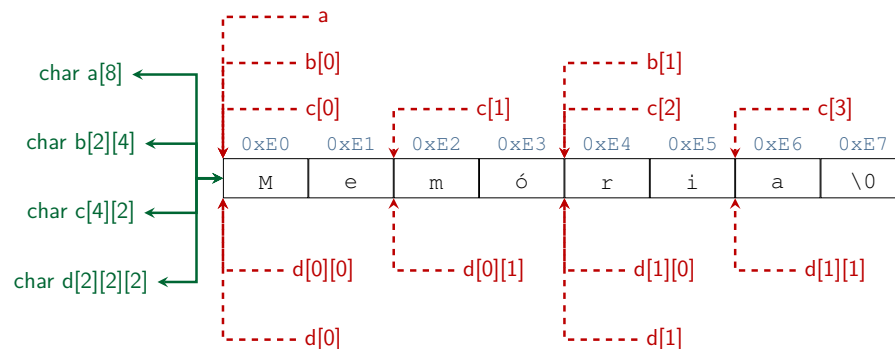 a
b[0] b[1]
char a[8]
c[0] c[1] c[2] c[3]
char b[2][4]
0xE0 0xE1 0xE2 0xE3 0xE4 0xE5 0xE6 0xE7
M e m ó r i a \0
char c[4][2]
d[0][0] d[0][1] d[1][0] d[1][1]
char d[2][2][2]
d[0] d[1]